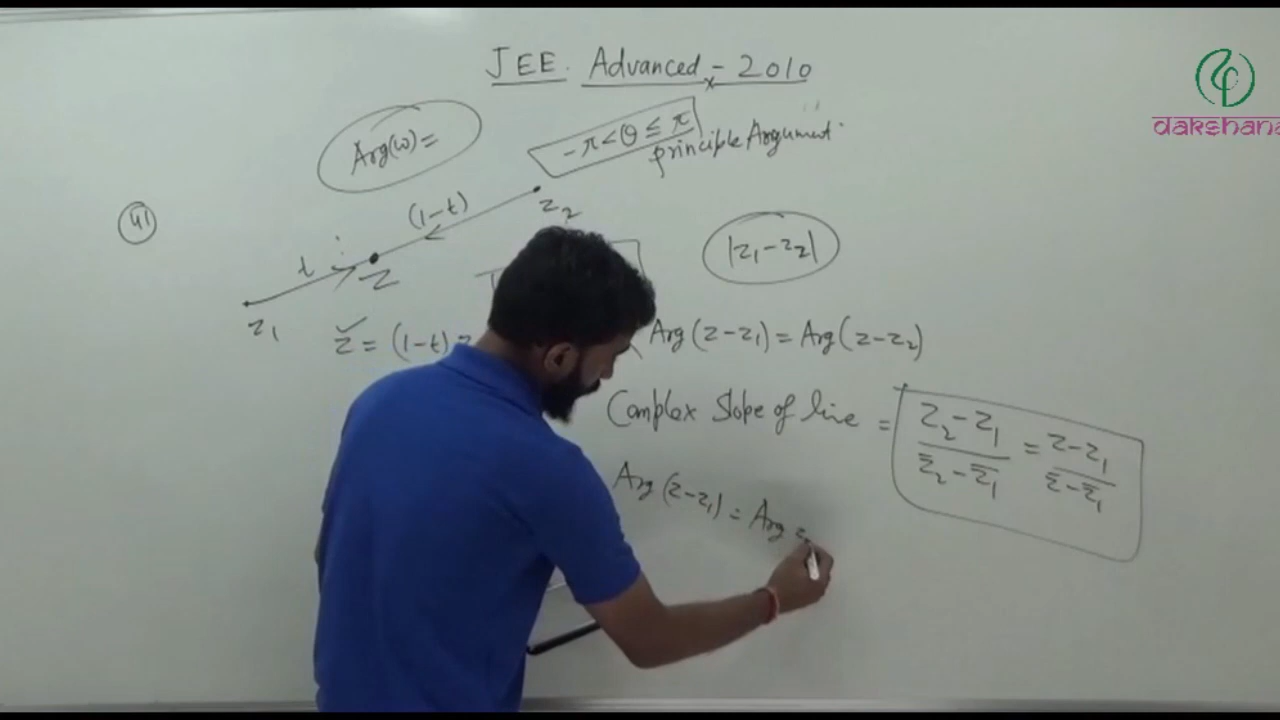 JEE. Advanced - 2010
dakshana
Arg(ω)=
-π<θ≤π
principle Argument
41
(1-t)
z₂
t
z
z₁
|z₁-z₂|
z = (1-t)
Arg(z-z₁) = Arg(z-z₂)
Complex Slope of line = z₂-z₁ / z̄₂-z̄₁ = z-z₁ / z̄-z̄₁
Arg(z-z₁) = Arg